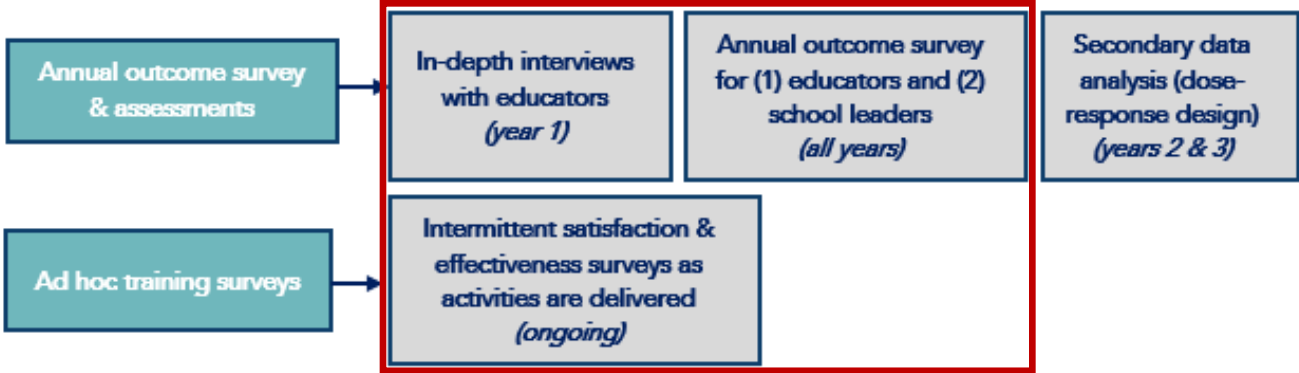 Annual outcome survey
& assessments
In-depth interviews
with educators
(year 1)
Annual outcome survey
for (1) educators and (2)
school leaders
(all years)
Secondary data
analysis (dose-
response design)
(years 2 & 3)
Ad hoc training surveys
Intermittent satisfaction &
effectiveness surveys as
activities are delivered
(ongoing)